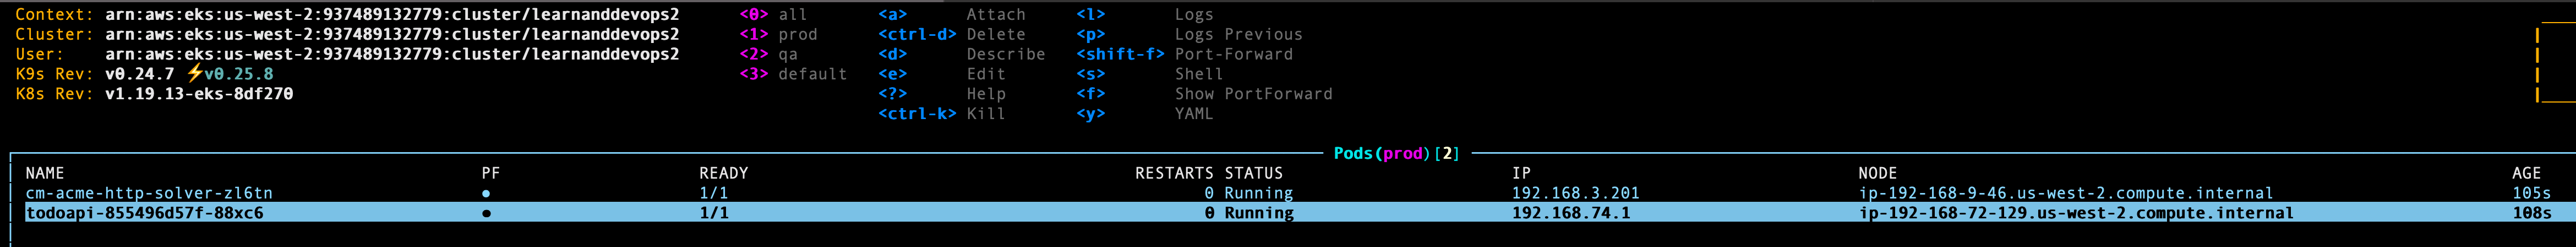 Context: arn:aws:eks:us-west-2:937489132779:cluster/learnanddevops2 <0> all <a> Attach <l> Logs
Cluster: arn:aws:eks:us-west-2:937489132779:cluster/learnanddevops2 <1> prod <ctrl-d> Delete <p> Logs Previous
User: arn:aws:eks:us-west-2:937489132779:cluster/learnanddevops2 <2> qa <d> Describe <shift-f> Port-Forward
K9s Rev: v0.24.7 ⚡v0.25.8 <3> default <e> Edit <s> Shell
K8s Rev: v1.19.13-eks-8df270 <?> Help <f> Show PortForward
<ctrl-k> Kill <y> YAML
Pods(prod)[2]
NAME PF READY RESTARTS STATUS IP NODE AGE
cm-acme-http-solver-zl6tn ● 1/1 0 Running 192.168.3.201 ip-192-168-9-46.us-west-2.compute.internal 105s
todoapi-855496d57f-88xc6 ● 1/1 0 Running 192.168.74.1 ip-192-168-72-129.us-west-2.compute.internal 108s